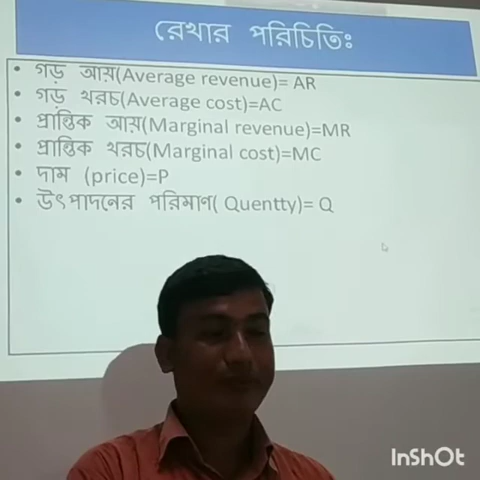 রেখার পরিচিতিঃ
• গড় আয়(Average revenue)= AR
• গড় খরচ(Average cost)=AC
• প্রান্তিক আয়(Marginal revenue)=MR
• প্রান্তিক খরচ(Marginal cost)=MC
• দাম (price)=P
• উৎপাদনের পরিমাণ( Quentty)= Q
InShOt